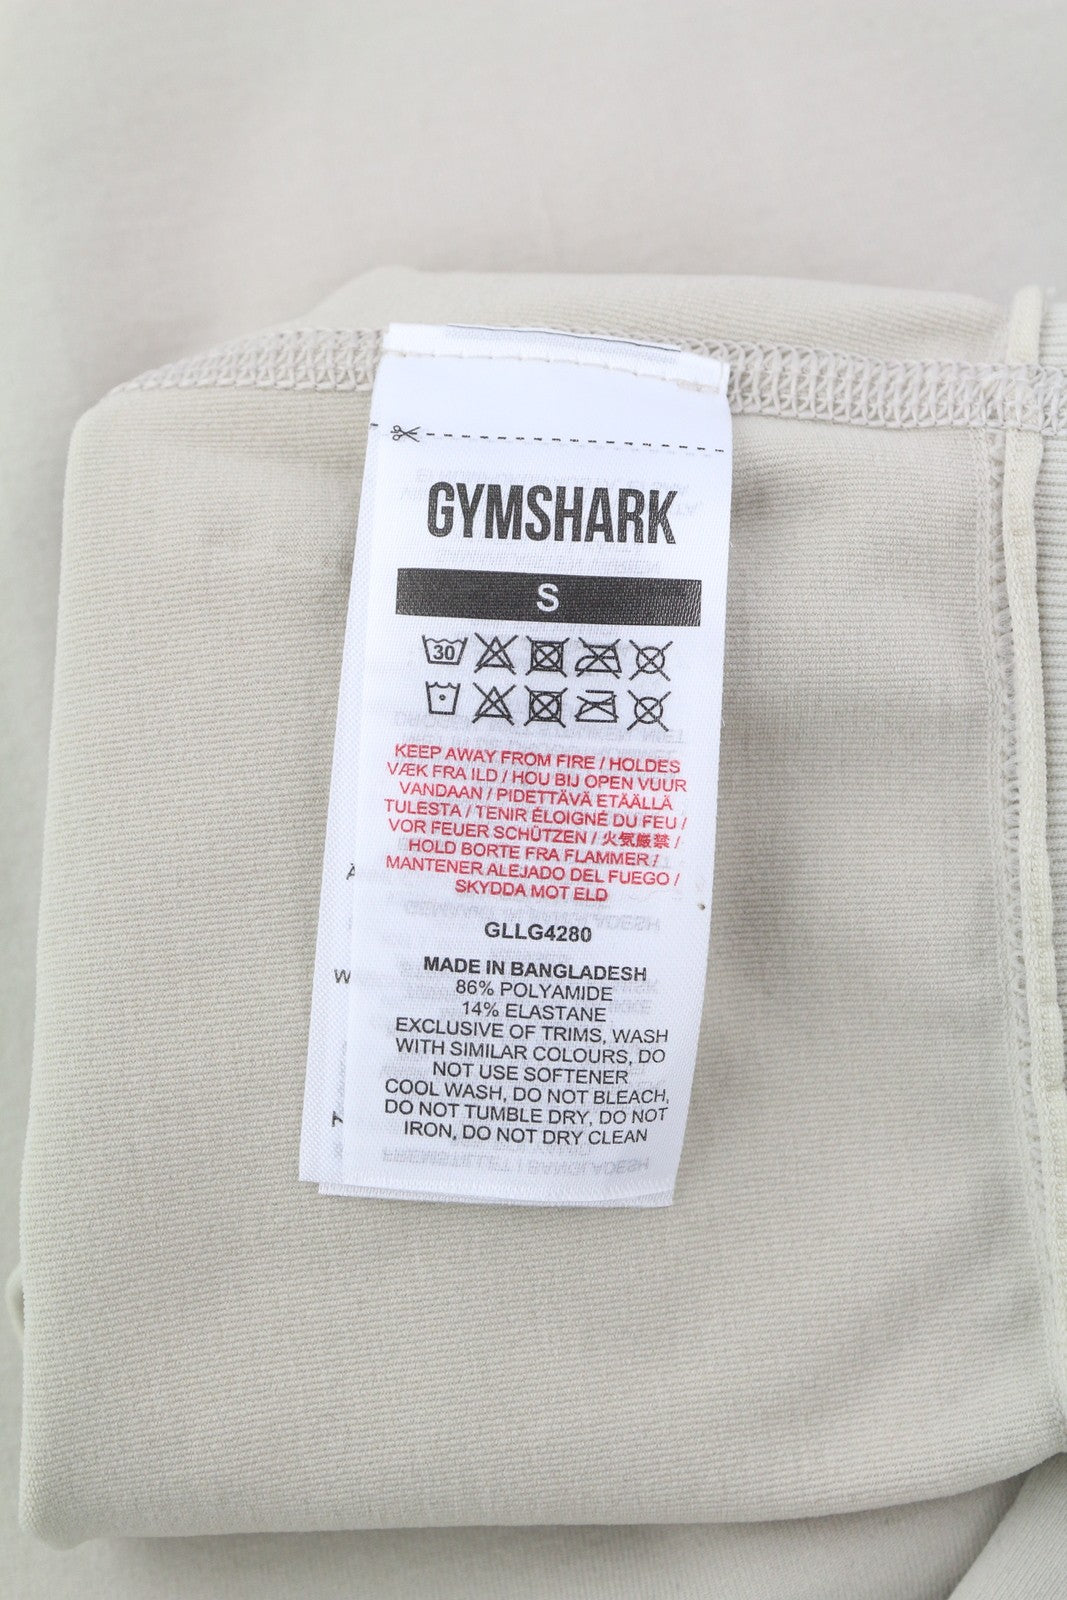 GYMSHARK
S
30
KEEP AWAY FROM FIRE / HOLDES
VÆK FRA ILD / HOU BIJ OPEN VUUR
VANDAAN / PIDETTÄVÄ ETÄÄLLÄ
TULESTA / TENIR ÉLOIGNÉ DU FEU /
VOR FEUER SCHÜTZEN / 火気厳禁 /
HOLD BORTE FRA FLAMMER /
MANTENER ALEJADO DEL FUEGO /
SKYDDA MOT ELD
GLLG4280
MADE IN BANGLADESH
86% POLYAMIDE
14% ELASTANE
EXCLUSIVE OF TRIMS, WASH
WITH SIMILAR COLOURS, DO
NOT USE SOFTENER
COOL WASH, DO NOT BLEACH,
DO NOT TUMBLE DRY, DO NOT
IRON, DO NOT DRY CLEAN